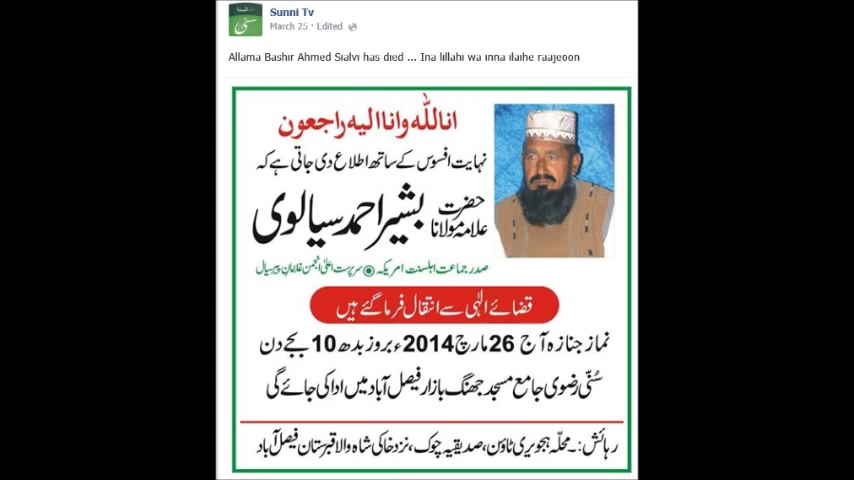 Sunni Tv
March 25 · Edited
Allama Bashir Ahmed Sialvi has died ... Ina lillahi wa inna ilaihe raajeoon
انا للہ وانا الیہ راجعون
نہایت افسوس کے ساتھ اطلاع دی جاتی ہے کہ
حضرت علامہ مولانا بشیر احمد سیالوی
صدر جماعت اہلسنت امریکہ ◉ سرپرست اعلیٰ انجمن غلامان پیر سیال
قضائے الٰہی سے انتقال فرما گئے ہیں
نماز جنازہ آج 26 مارچ 2014ء بروز بدھ 10 بجے دن
سُنّی رضوی جامع مسجد جھنگ بازار فیصل آباد میں ادا کی جائے گی
رہائش:۔ محلّہ ہجویری ٹاؤن، صدیقیہ چوک، نزد خاکی شاہ والا قبرستان فیصل آباد